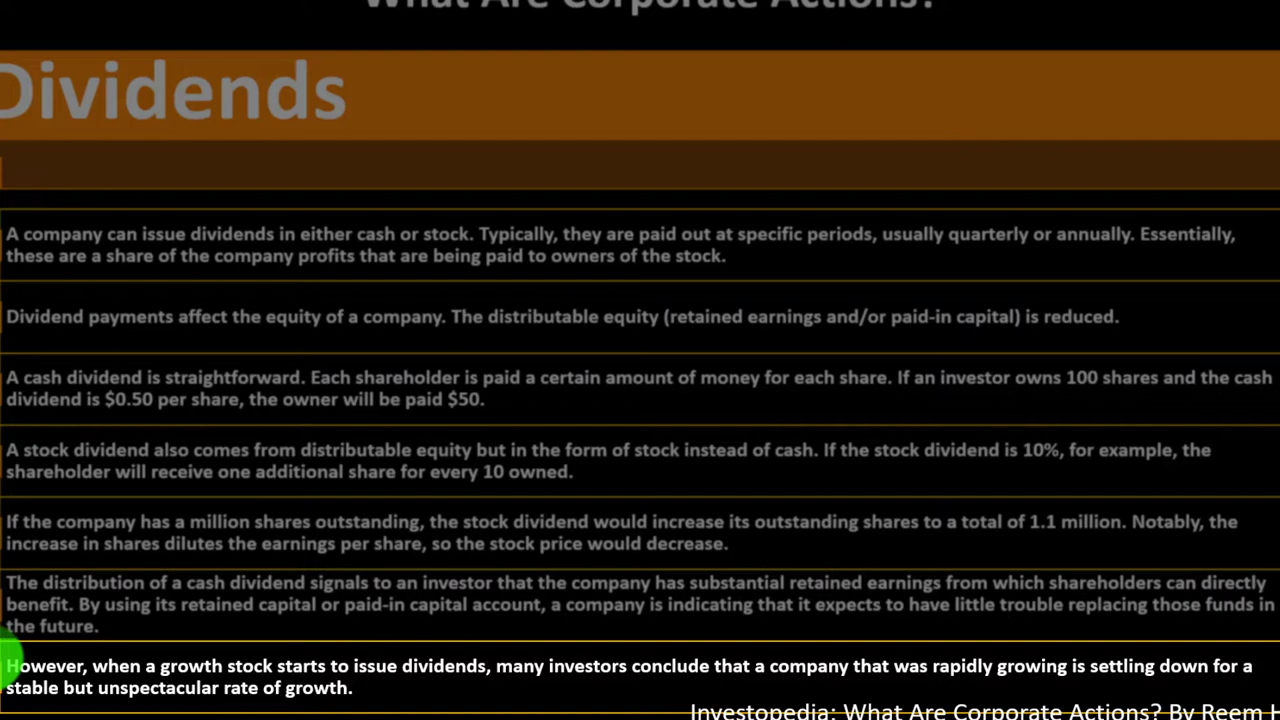 What Are Corporate Actions?
Dividends
A company can issue dividends in either cash or stock. Typically, they are paid out at specific periods, usually quarterly or annually. Essentially,
these are a share of the company profits that are being paid to owners of the stock.
Dividend payments affect the equity of a company. The distributable equity (retained earnings and/or paid-in capital) is reduced.
A cash dividend is straightforward. Each shareholder is paid a certain amount of money for each share. If an investor owns 100 shares and the cash
dividend is $0.50 per share, the owner will be paid $50.
A stock dividend also comes from distributable equity but in the form of stock instead of cash. If the stock dividend is 10%, for example, the
shareholder will receive one additional share for every 10 owned.
If the company has a million shares outstanding, the stock dividend would increase its outstanding shares to a total of 1.1 million. Notably, the
increase in shares dilutes the earnings per share, so the stock price would decrease.
The distribution of a cash dividend signals to an investor that the company has substantial retained earnings from which shareholders can directly
benefit. By using its retained capital or paid-in capital account, a company is indicating that it expects to have little trouble replacing those funds in
the future.
However, when a growth stock starts to issue dividends, many investors conclude that a company that was rapidly growing is settling down for a
stable but unspectacular rate of growth.
Investopedia: What Are Corporate Actions? By Reem H